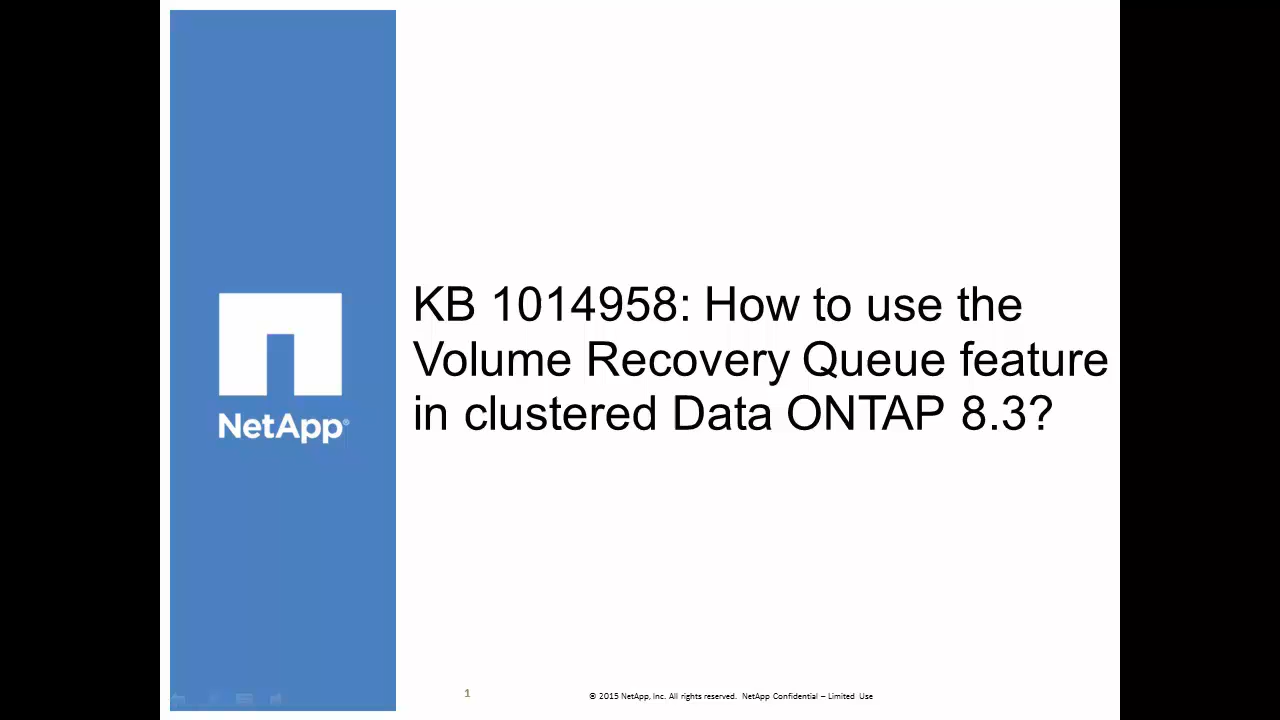 KB 1014958: How to use the
Volume Recovery Queue feature
in clustered Data ONTAP 8.3?
NetApp®
1
© 2015 NetApp, Inc. All rights reserved. NetApp Confidential – Limited Use